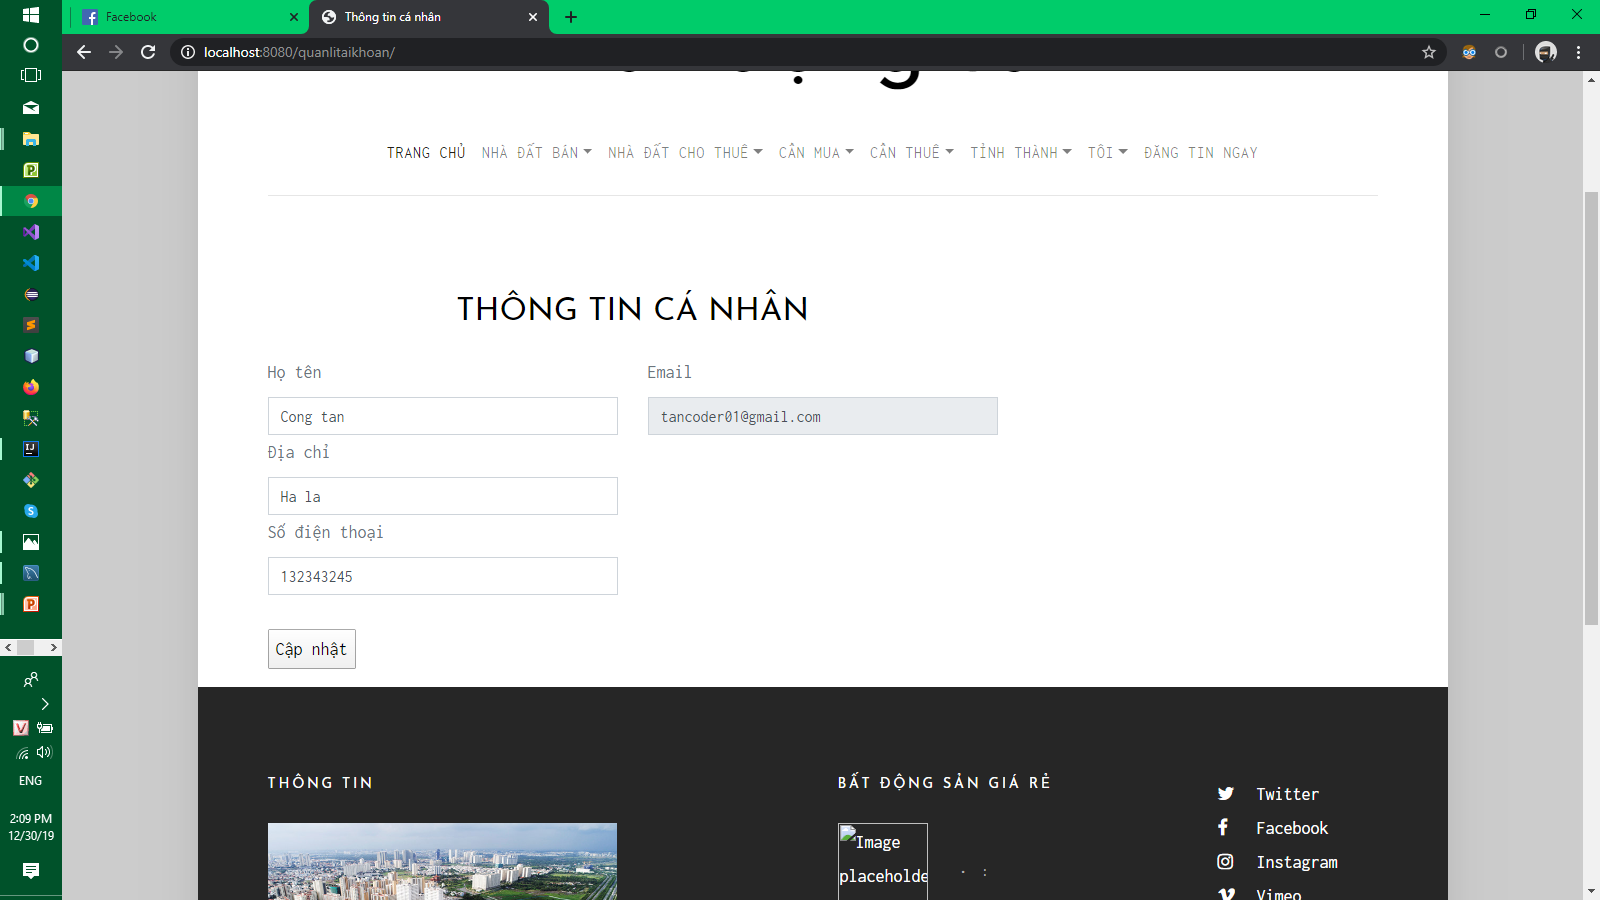 Facebook
Thông tin cá nhân
localhost:8080/quanlitaikhoan/
TRANG CHỦ NHÀ ĐẤT BÁN NHÀ ĐẤT CHO THUÊ CẦN MUA CẦN THUÊ TỈNH THÀNH TÔI ĐĂNG TIN NGAY
THÔNG TIN CÁ NHÂN
Họ tên
Email
Cong tan
tancoder01@gmail.com
Địa chỉ
Ha la
Số điện thoại
132343245
Cập nhật
THÔNG TIN
BẤT ĐỘNG SẢN GIÁ RẺ
Image
placeholde
Twitter
Facebook
Instagram
Vimeo
ENG
2:09 PM
12/30/19